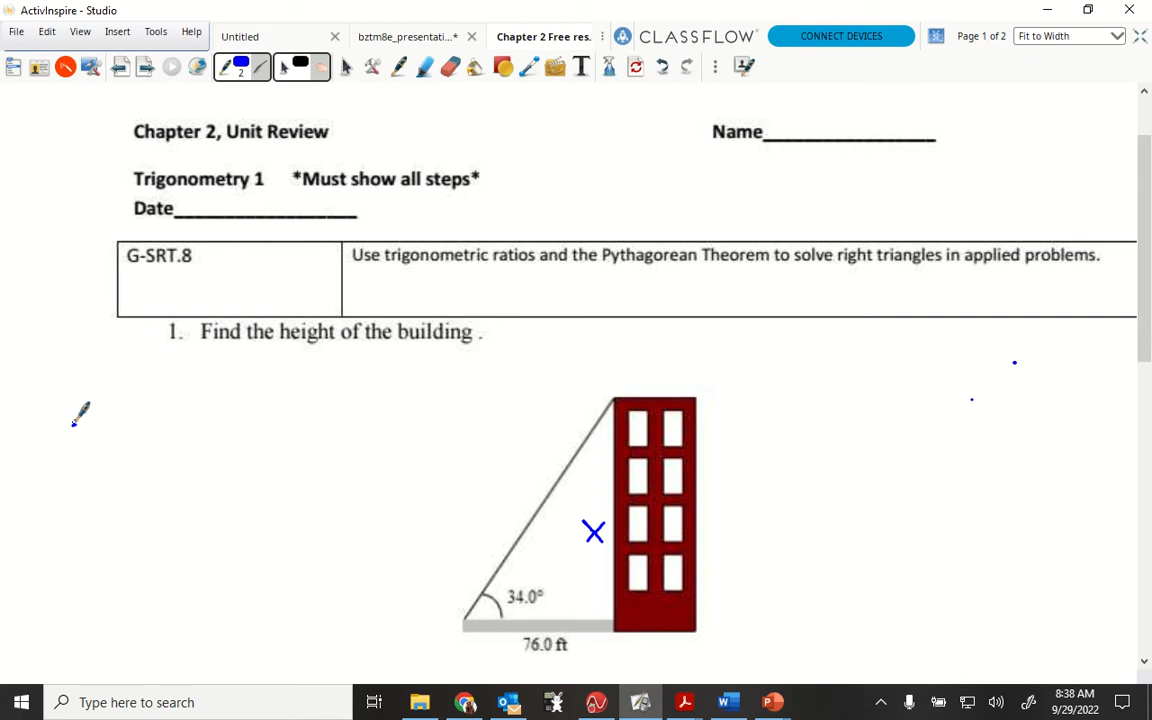 ActivInspire - Studio
File Edit View Insert Tools Help
Untitled
bztm8e_presentati...*
Chapter 2 Free res.
CLASSFLOW
CONNECT DEVICES
Page 1 of 2
Fit to Width
2
Chapter 2, Unit Review
Name
Trigonometry 1 *Must show all steps*
Date
G-SRT.8
Use trigonometric ratios and the Pythagorean Theorem to solve right triangles in applied problems.
1. Find the height of the building .
X
34.0°
76.0 ft
Type here to search
8:38 AM
9/29/2022